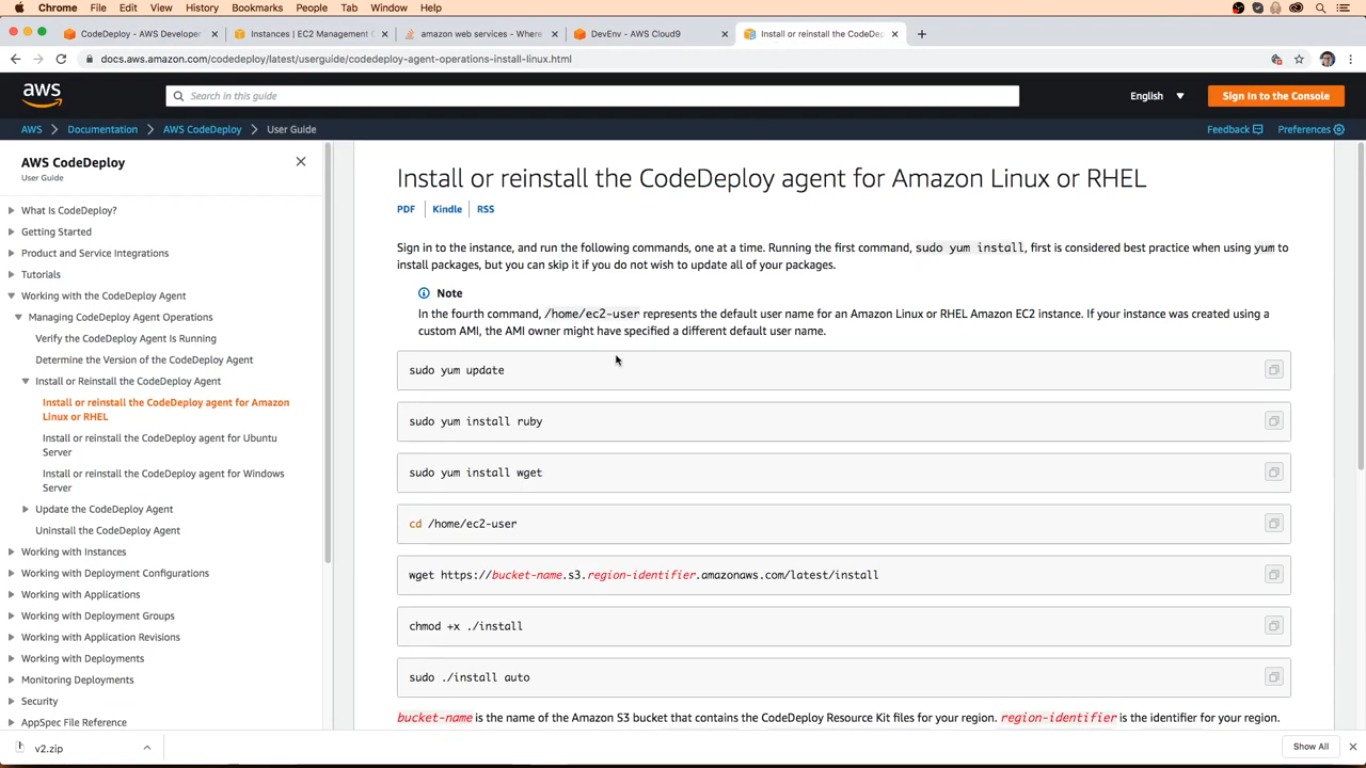 Chrome File Edit View History Bookmarks People Tab Window Help
CodeDeploy - AWS Developer
Instances | EC2 Management C
amazon web services - Where
DevEnv - AWS Cloud9
Install or reinstall the CodeDep
docs.aws.amazon.com/codedeploy/latest/userguide/codedeploy-agent-operations-install-linux.html
aws
Search in this guide
English
Sign In to the Console
AWS
Documentation
AWS CodeDeploy
User Guide
Feedback
Preferences
AWS CodeDeploy
User Guide
What Is CodeDeploy?
Getting Started
Product and Service Integrations
Tutorials
Working with the CodeDeploy Agent
Managing CodeDeploy Agent Operations
Verify the CodeDeploy Agent Is Running
Determine the Version of the CodeDeploy Agent
Install or Reinstall the CodeDeploy Agent
Install or reinstall the CodeDeploy agent for Amazon
Linux or RHEL
Install or reinstall the CodeDeploy agent for Ubuntu
Server
Install or reinstall the CodeDeploy agent for Windows
Server
Update the CodeDeploy Agent
Uninstall the CodeDeploy Agent
Working with Instances
Working with Deployment Configurations
Working with Applications
Working with Deployment Groups
Working with Application Revisions
Working with Deployments
Monitoring Deployments
Security
AppSpec File Reference
Install or reinstall the CodeDeploy agent for Amazon Linux or RHEL
PDF
Kindle
RSS
Sign in to the instance, and run the following commands, one at a time. Running the first command, sudo yum install, first is considered best practice when using yum to
install packages, but you can skip it if you do not wish to update all of your packages.
Note
In the fourth command, /home/ec2-user represents the default user name for an Amazon Linux or RHEL Amazon EC2 instance. If your instance was created using a
custom AMI, the AMI owner might have specified a different default user name.
sudo yum update
sudo yum install ruby
sudo yum install wget
cd /home/ec2-user
wget https://bucket-name.s3.region-identifier.amazonaws.com/latest/install
chmod +x ./install
sudo ./install auto
bucket-name is the name of the Amazon S3 bucket that contains the CodeDeploy Resource Kit files for your region. region-identifier is the identifier for your region.
v2.zip
Show All